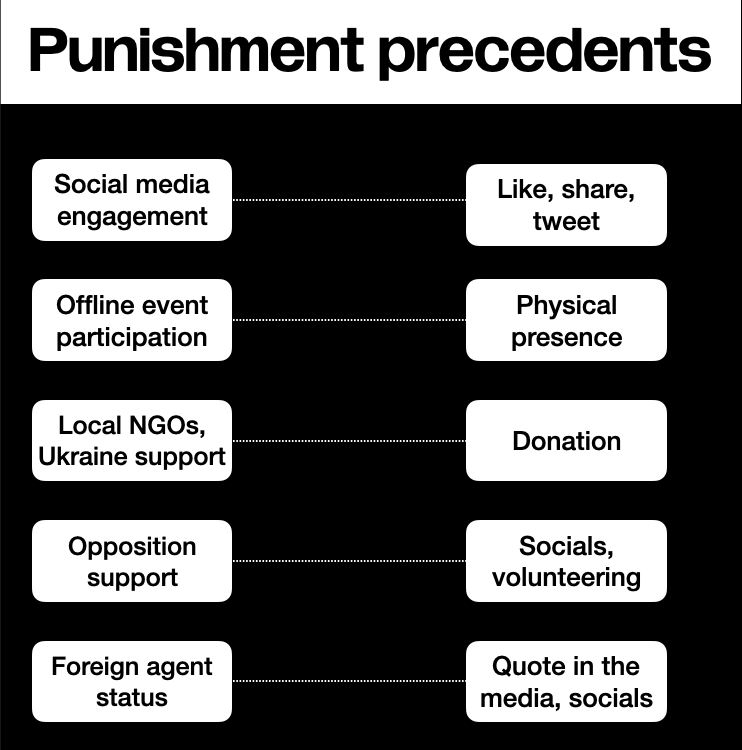 Punishment precedents
Social media
engagement
Like, share,
tweet
Offline event
participation
Physical
presence
Local NGOs,
Ukraine support
Donation
Opposition
support
Socials,
volunteering
Foreign agent
status
Quote in the
media, socials